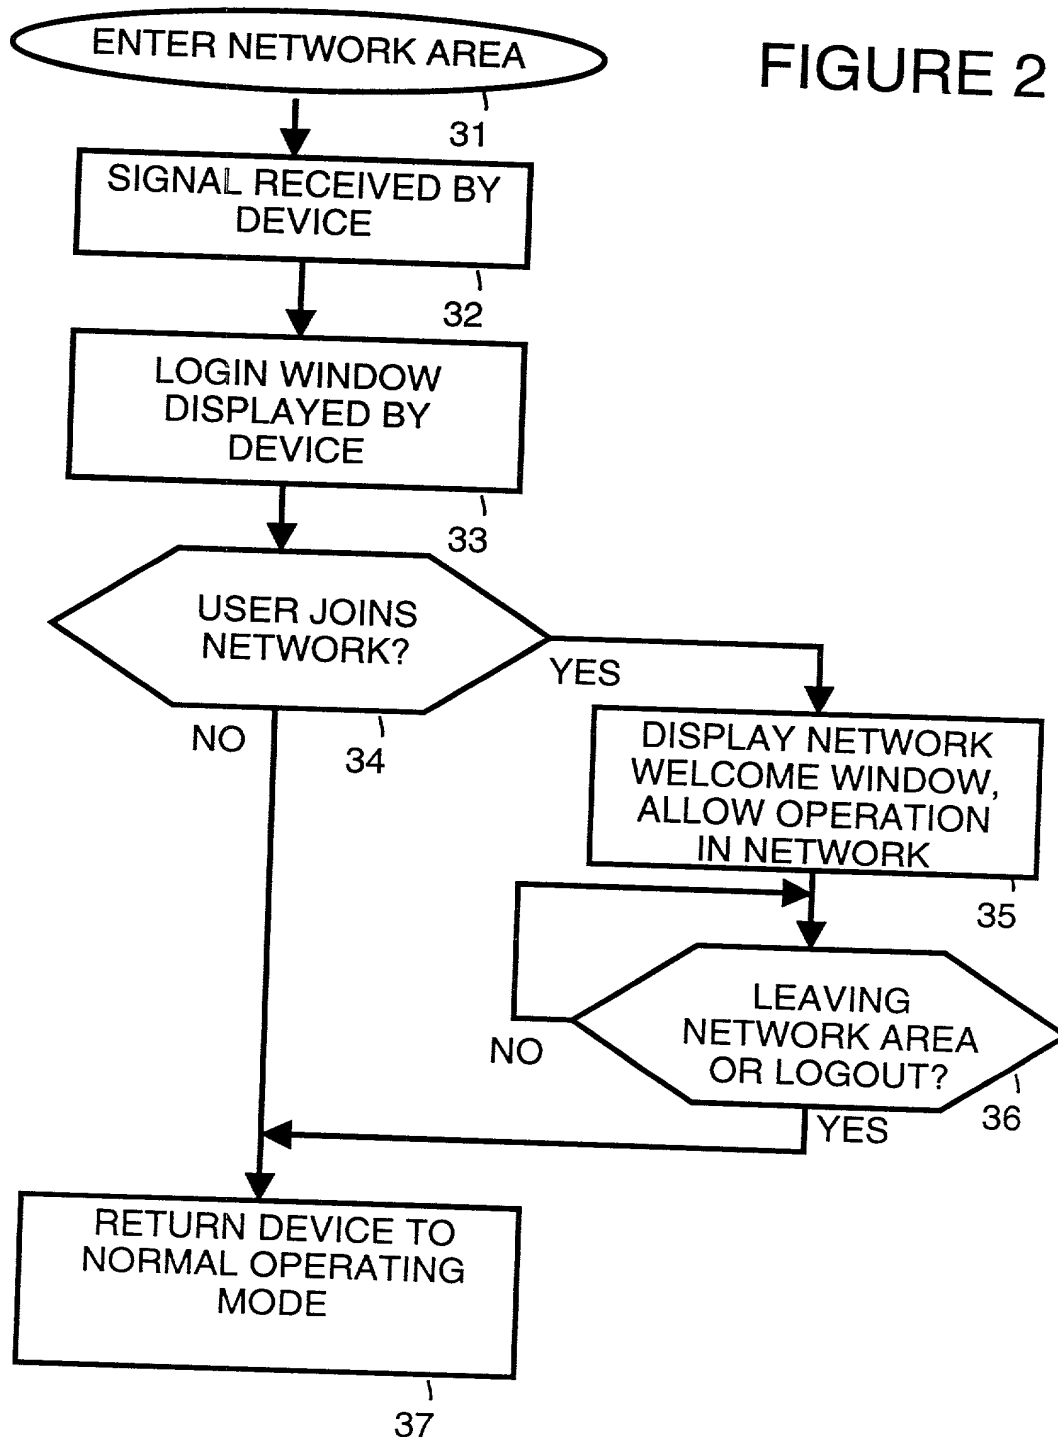 FIGURE 2
ENTER NETWORK AREA
31
SIGNAL RECEIVED BY
DEVICE
32
LOGIN WINDOW
DISPLAYED BY
DEVICE
33
USER JOINS
NETWORK?
YES
NO
34
DISPLAY NETWORK
WELCOME WINDOW,
ALLOW OPERATION
IN NETWORK
35
LEAVING
NETWORK AREA
OR LOGOUT?
NO
36
YES
RETURN DEVICE TO
NORMAL OPERATING
MODE
37